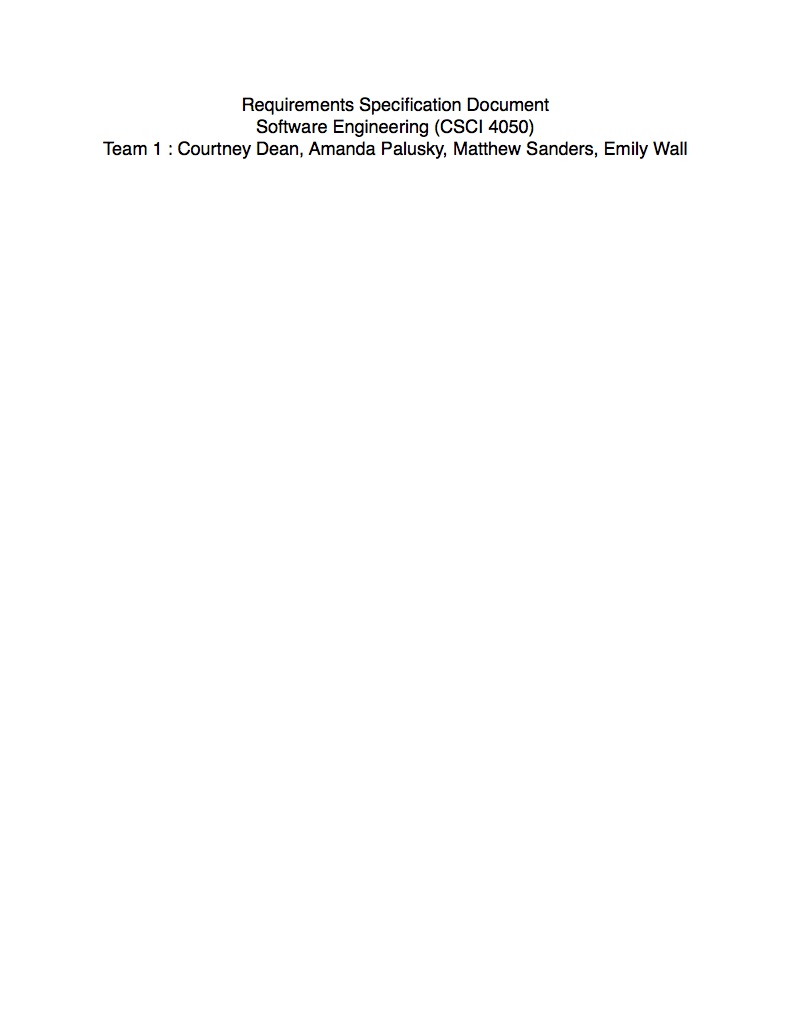 Requirements Specification Document
Software Engineering (CSCI 4050)
Team 1 : Courtney Dean, Amanda Palusky, Matthew Sanders, Emily Wall